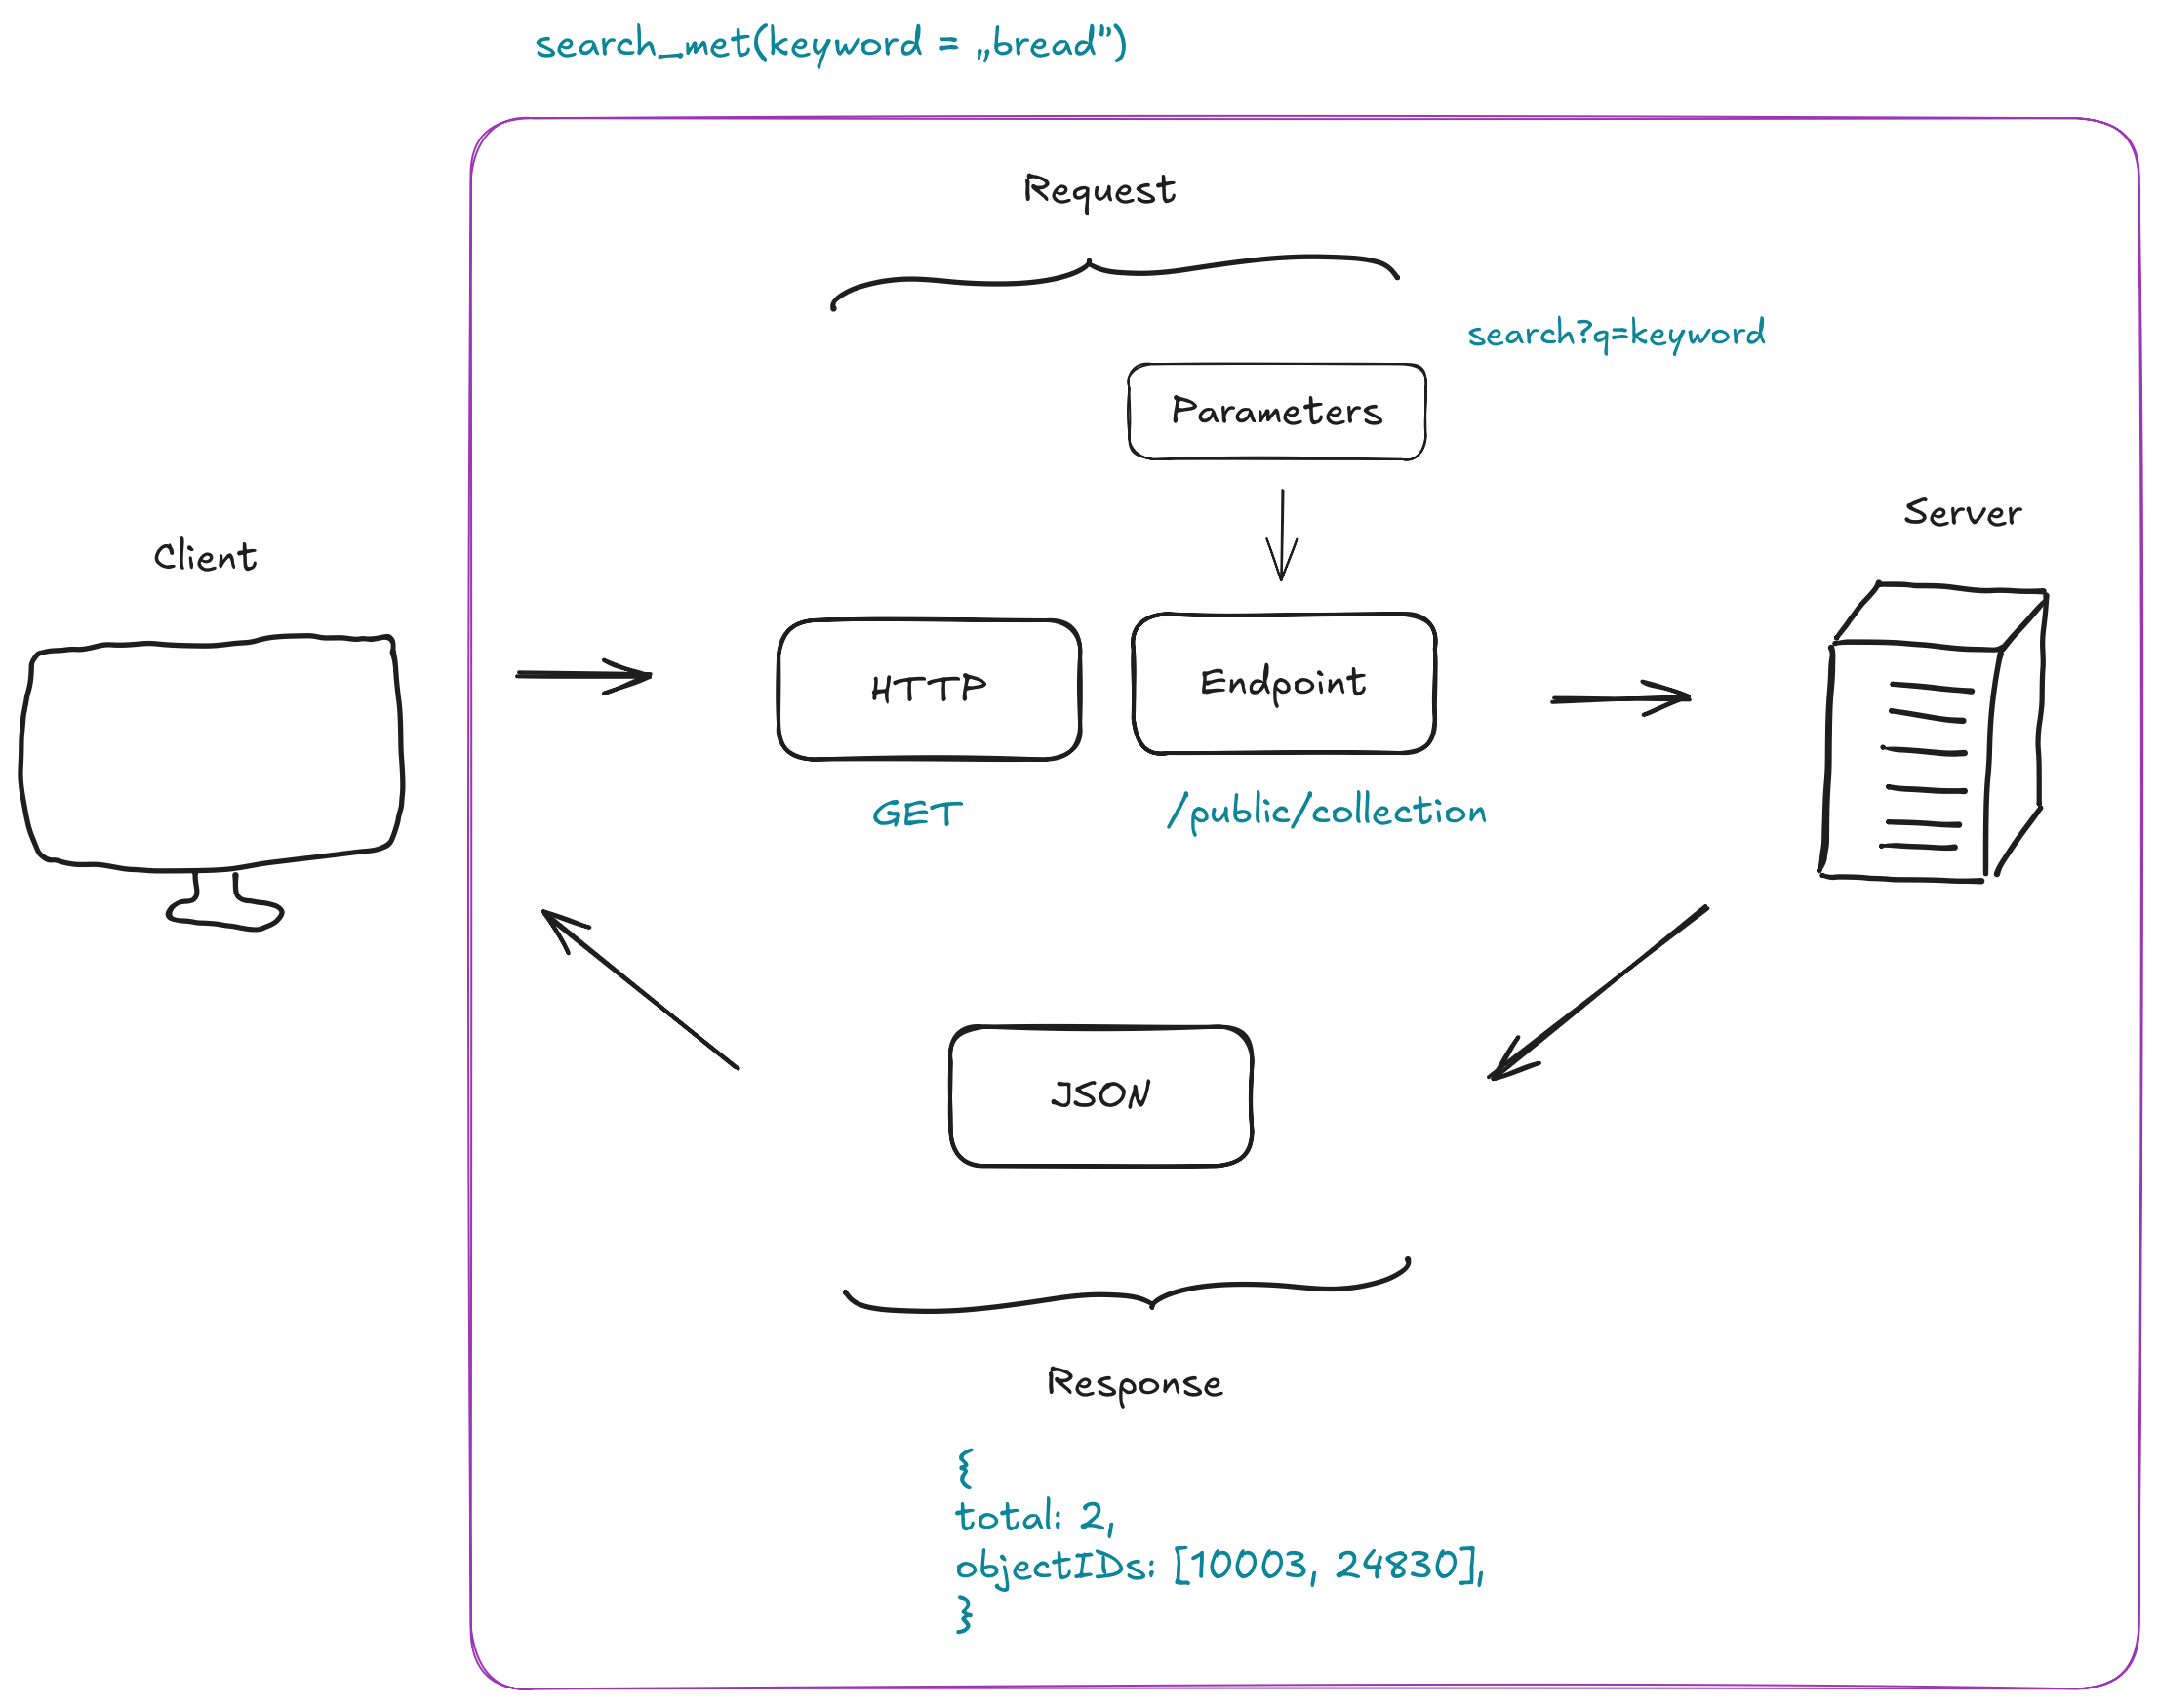 search_met(keyword = „bread")
Request
search?q=keyword
Parameters
Server
Client
HTTP
Endpoint
GET
/public/collection
JSON
Response
{
total: 2,
objectIDs: [10003, 24830],
}